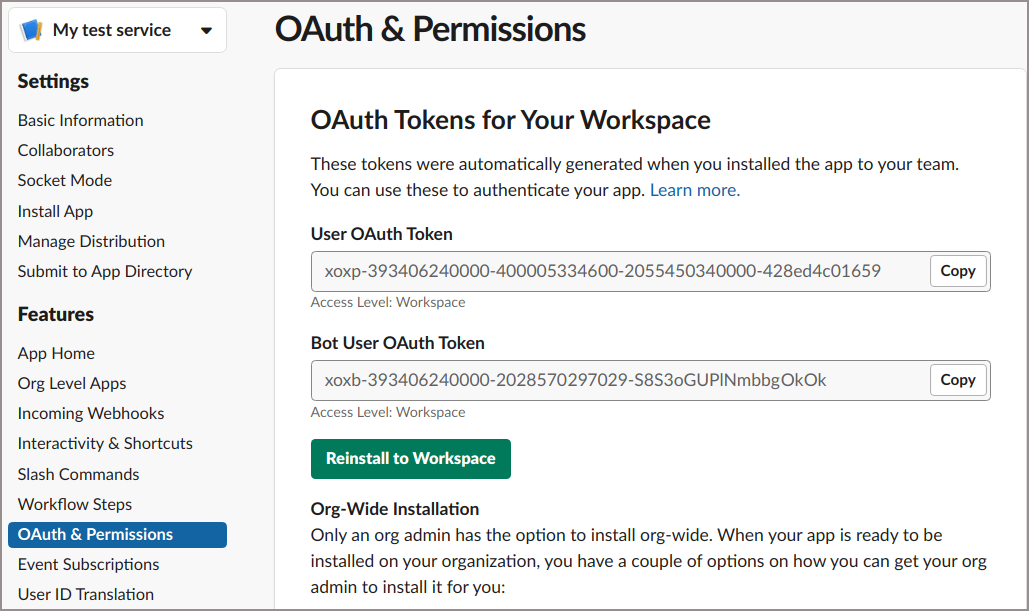 My test service
OAuth & Permissions
Settings
Basic Information
Collaborators
Socket Mode
Install App
Manage Distribution
Submit to App Directory
Features
App Home
Org Level Apps
Incoming Webhooks
Interactivity & Shortcuts
Slash Commands
Workflow Steps
OAuth & Permissions
Event Subscriptions
User ID Translation
OAuth Tokens for Your Workspace
These tokens were automatically generated when you installed the app to your team.
You can use these to authenticate your app. Learn more.
User OAuth Token
xoxp-393406240000-400005334600-2055450340000-428ed4c01659
Copy
Access Level: Workspace
Bot User OAuth Token
xoxb-393406240000-2028570297029-S8S3oGUPlNmbbgOkOk
Copy
Access Level: Workspace
Reinstall to Workspace
Org-Wide Installation
Only an org admin has the option to install org-wide. When your app is ready to be
installed on your organization, you have a couple of options on how you can get your org
admin to install it for you: